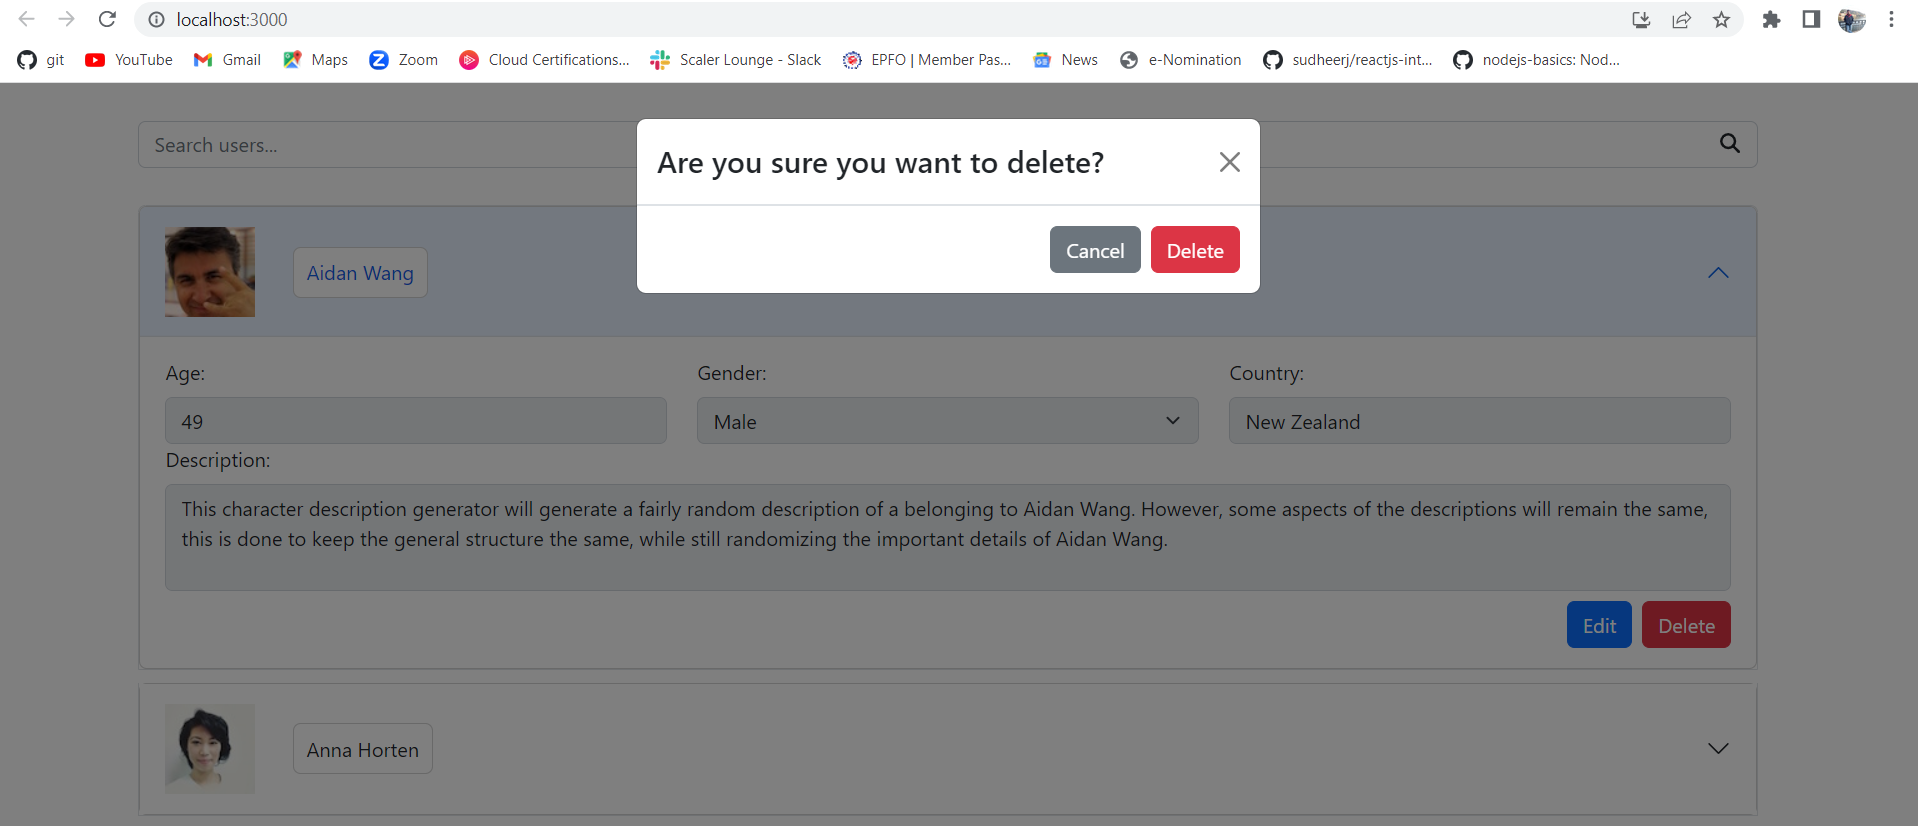 localhost:3000
git YouTube Gmail Maps Zoom Cloud Certifications... Scaler Lounge - Slack EPFO | Member Pas... News e-Nomination sudheerj/reactjs-int... nodejs-basics: Nod...
Search users...
Are you sure you want to delete?
Cancel Delete
Aidan Wang
Age: Gender: Country:
49 Male New Zealand
Description:
This character description generator will generate a fairly random description of a belonging to Aidan Wang. However, some aspects of the descriptions will remain the same,
this is done to keep the general structure the same, while still randomizing the important details of Aidan Wang.
Edit Delete
Anna Horten